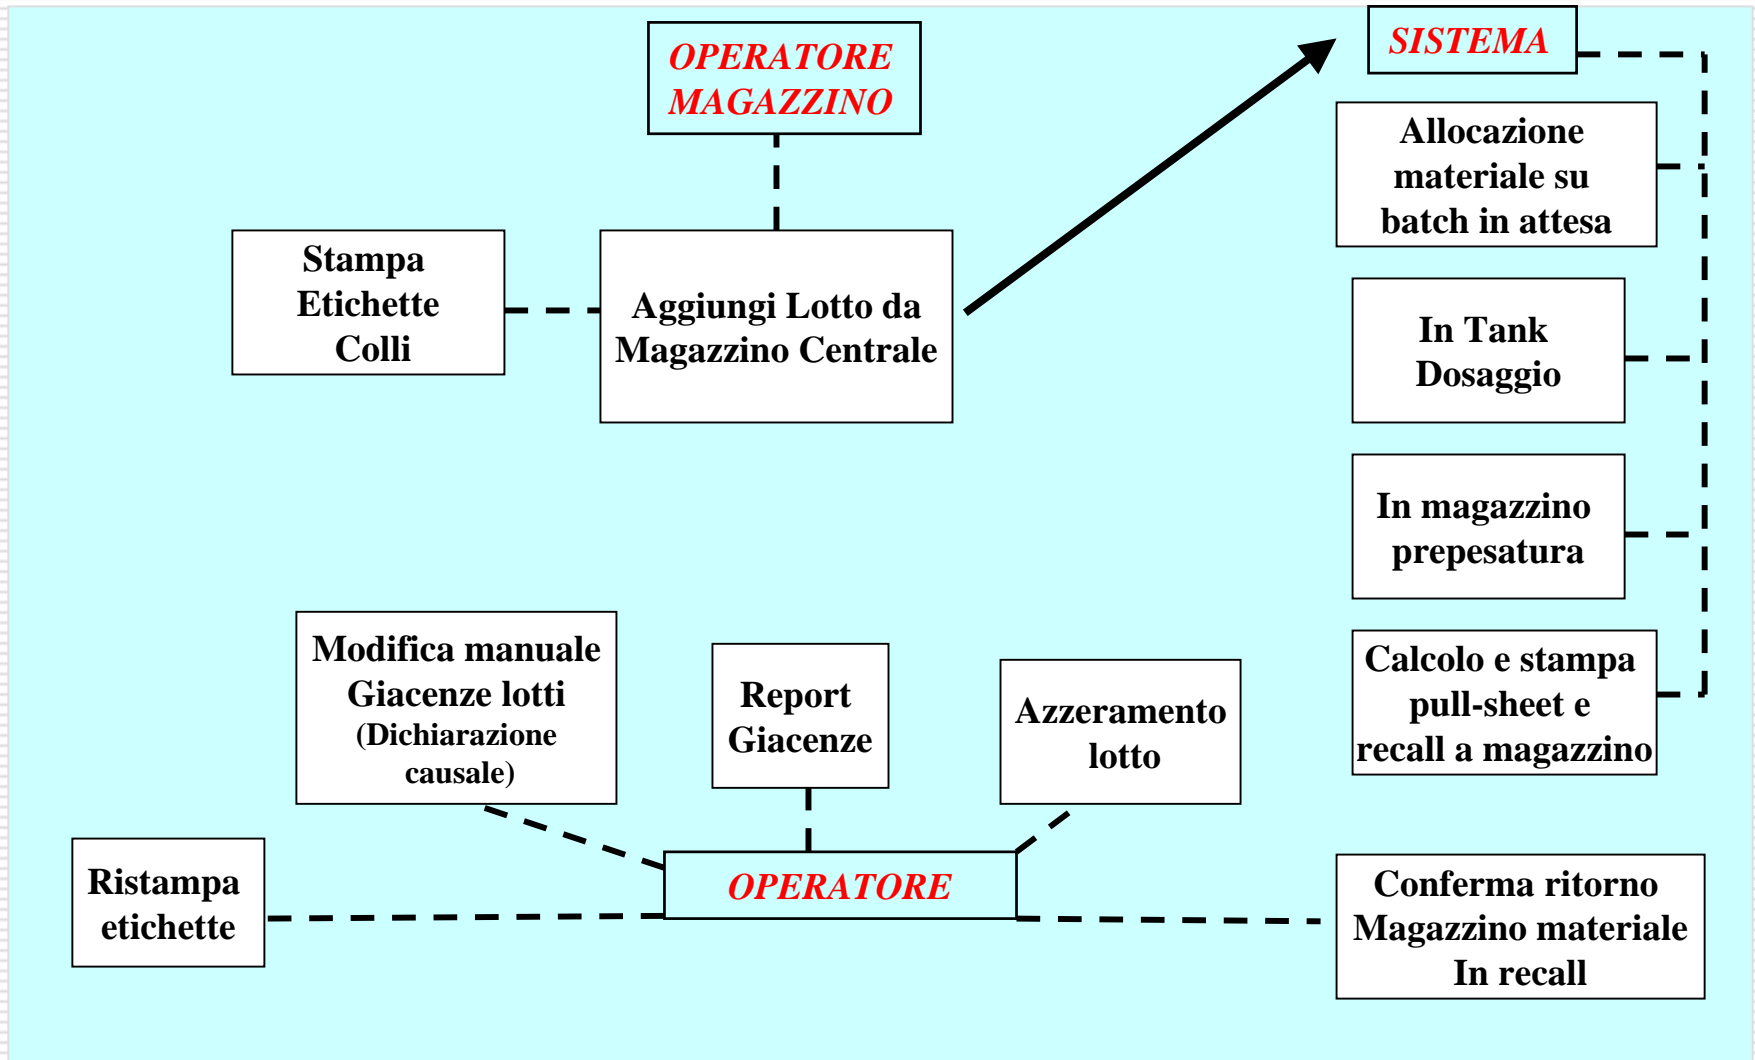 OPERATORE
MAGAZZINO
SISTEMA
Allocazione
materiale su
batch in attesa
Stampa
Etichette
Colli
Aggiungi Lotto da
Magazzino Centrale
In Tank
Dosaggio
In magazzino
prepesatura
Calcolo e stampa
pull-sheet e
recall a magazzino
Modifica manuale
Giacenze lotti
(Dichiarazione
causale)
Report
Giacenze
Azzeramento
lotto
Ristampa
etichette
OPERATORE
Conferma ritorno
Magazzino materiale
In recall